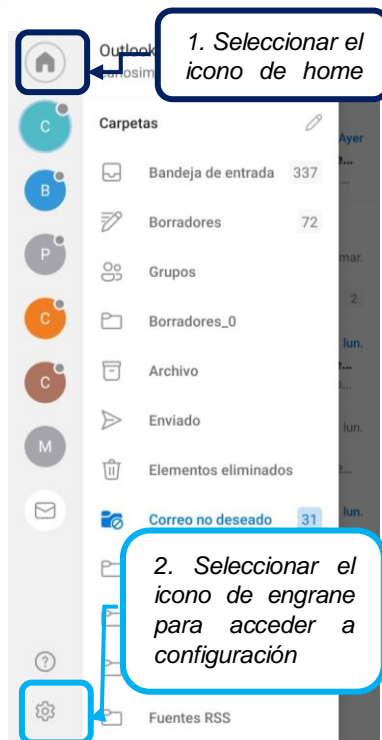 Outlook
1. Seleccionar el
icono de home
C
Carpetas
Ayer
Bandeja de entrada 337
B
Borradores 72
P
mar.
Grupos
2
C
Borradores_0
lun.
C
Archivo
Enviado
lun.
M
Elementos eliminados
Correo no deseado 31
lun.
2. Seleccionar el
icono de engrane
para acceder a
configuración
?
Fuentes RSS